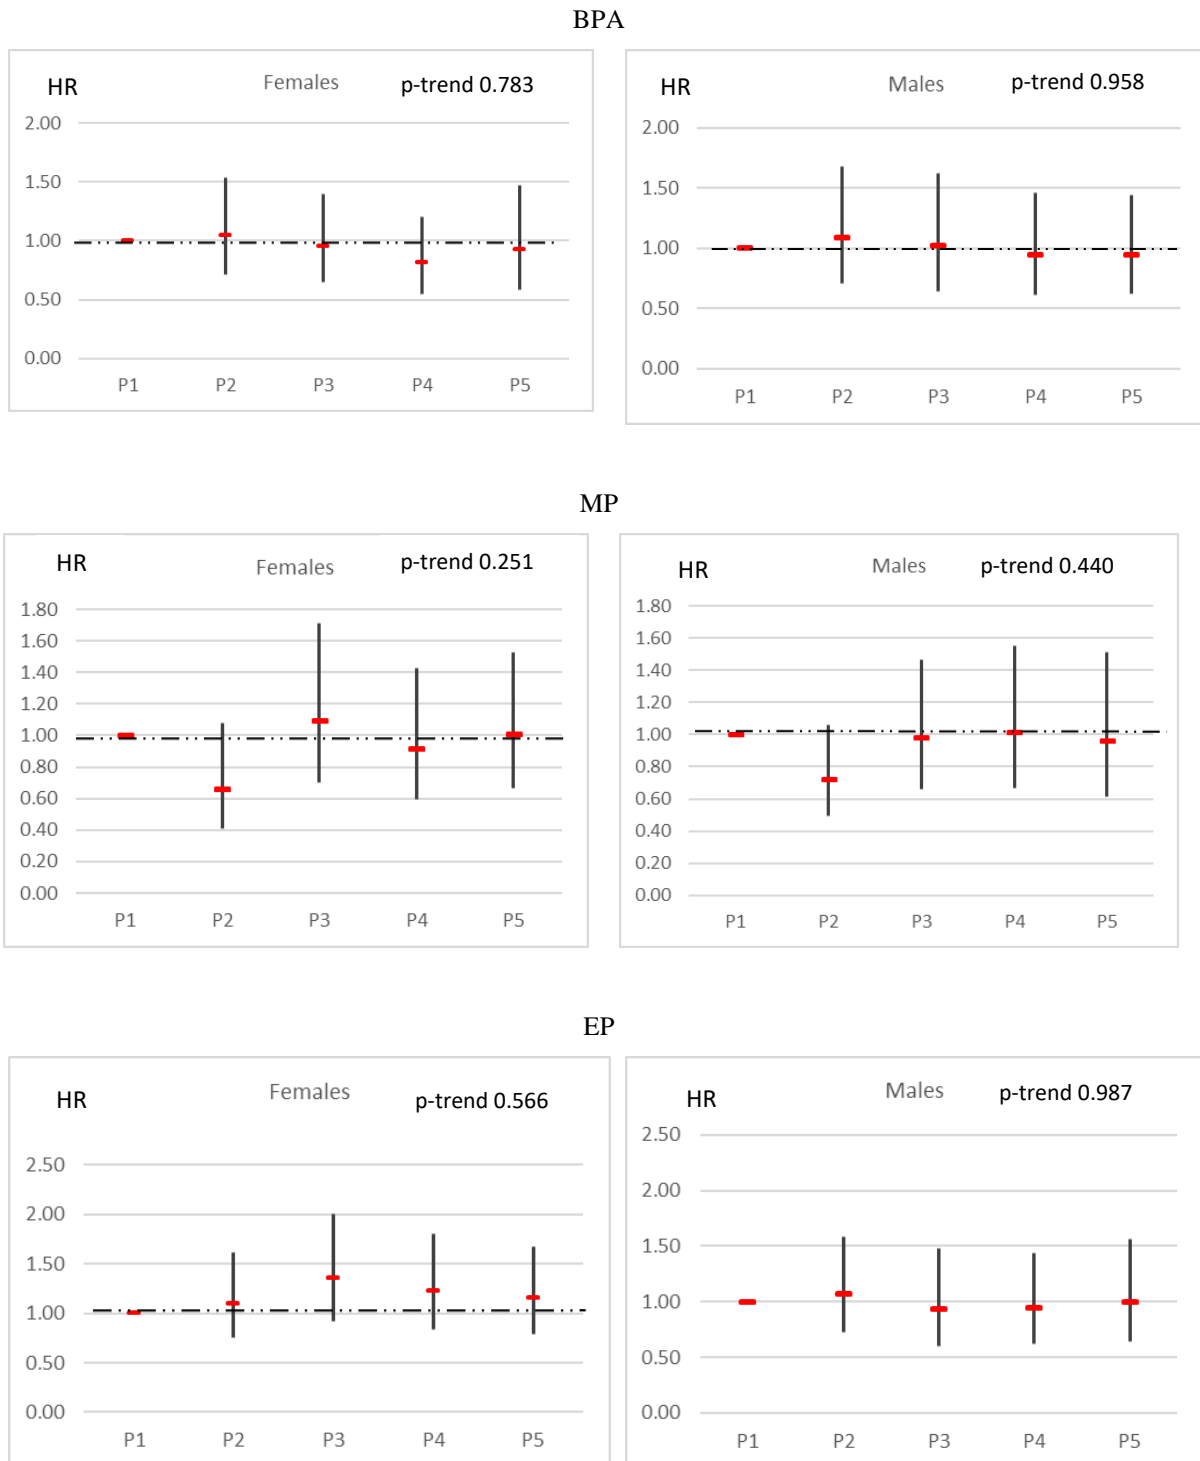 BPA
HR Females p-trend 0.783
2.00
1.50
1.00
0.50
0.00
P1 P2 P3 P4 P5
HR Males p-trend 0.958
2.00
1.50
1.00
0.50
0.00
P1 P2 P3 P4 P5
MP
HR Females p-trend 0.251
1.80
1.60
1.40
1.20
1.00
0.80
0.60
0.40
0.20
0.00
P1 P2 P3 P4 P5
HR Males p-trend 0.440
1.80
1.60
1.40
1.20
1.00
0.80
0.60
0.40
0.20
0.00
P1 P2 P3 P4 P5
EP
HR Females p-trend 0.566
2.50
2.00
1.50
1.00
0.50
0.00
P1 P2 P3 P4 P5
HR Males p-trend 0.987
2.50
2.00
1.50
1.00
0.50
0.00
P1 P2 P3 P4 P5